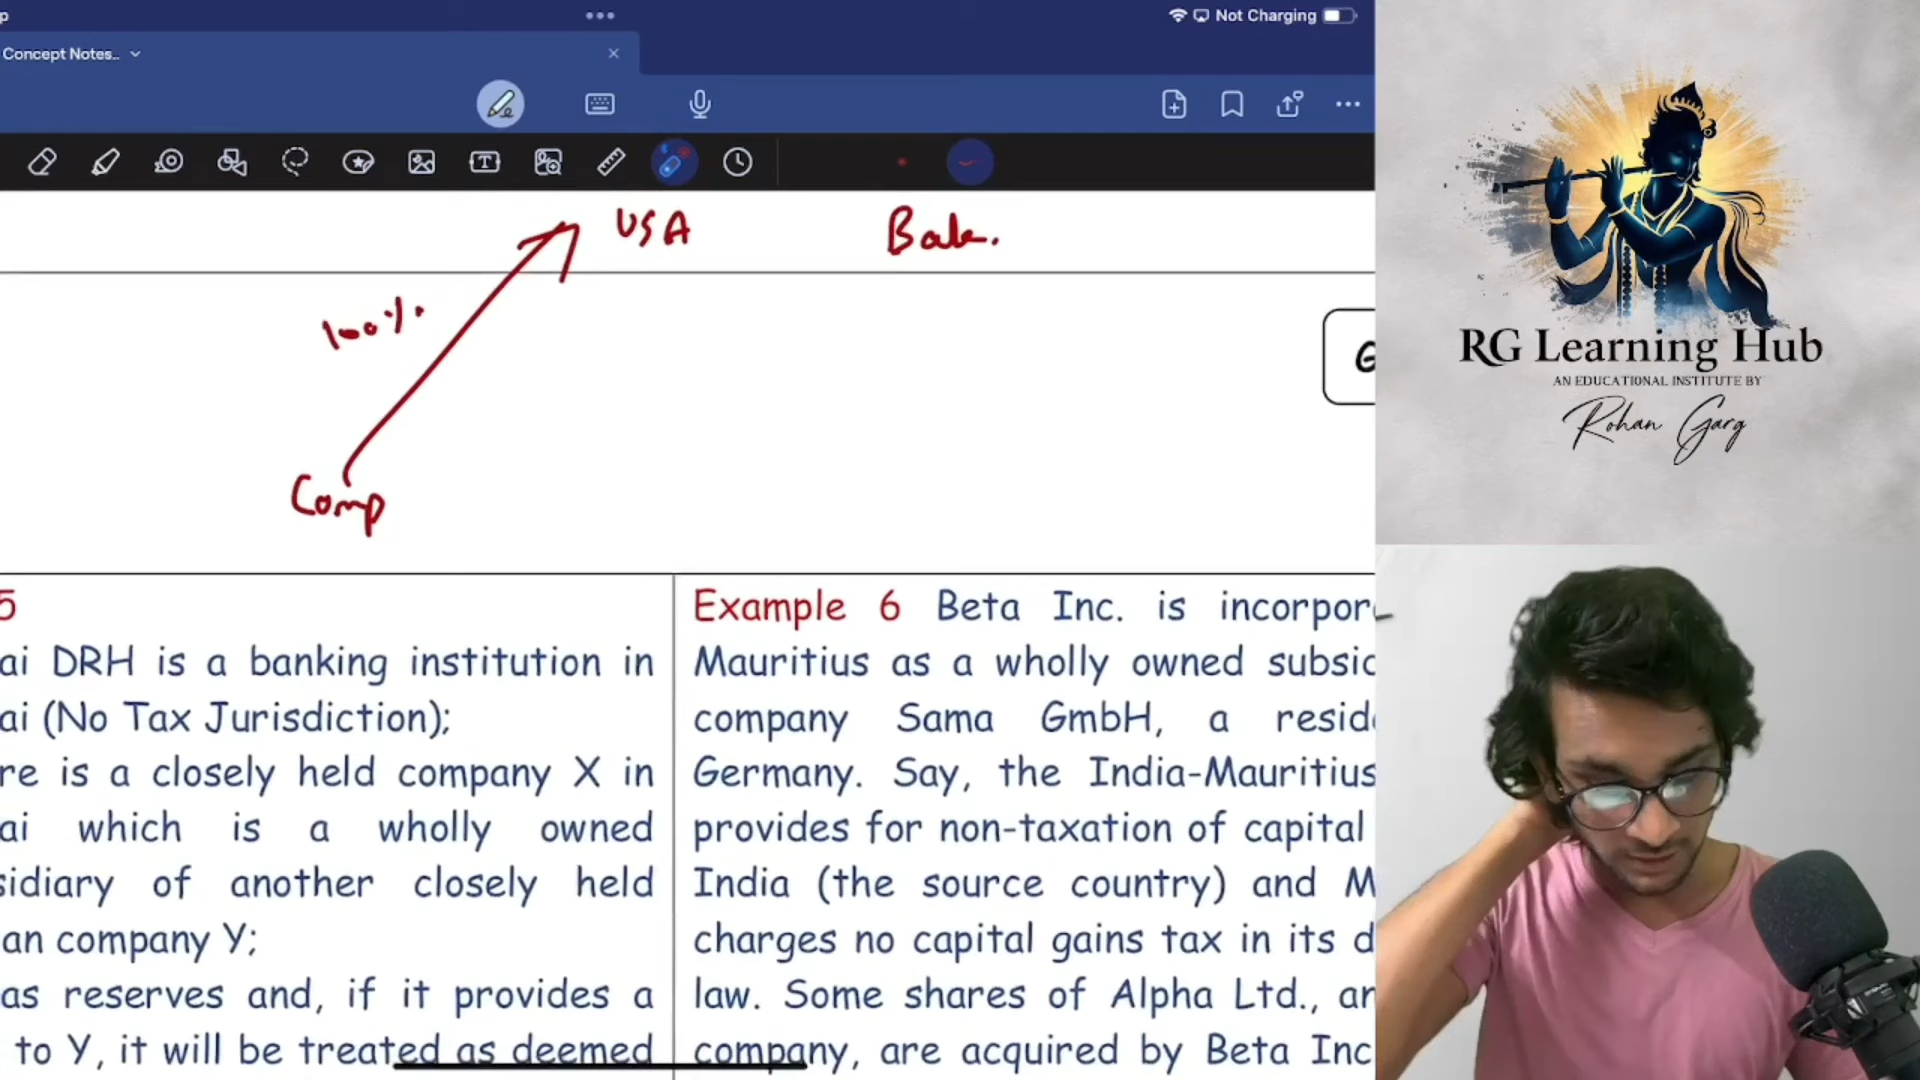 Concept Notes..
Not Charging
USA
Bak.
100%
Comp
5
ai DRH is a banking institution in
ai (No Tax Jurisdiction);
re is a closely held company X in
ai which is a wholly owned
sidiary of another closely held
an company Y;
as reserves and, if it provides a
to Y, it will be treated as deemed
Example 6 Beta Inc. is incorpor
Mauritius as a wholly owned subsid
company Sama GmbH, a resid
Germany. Say, the India-Mauritius
provides for non-taxation of capital
India (the source country) and M
charges no capital gains tax in its d
law. Some shares of Alpha Ltd., an
company, are acquired by Beta Inc
RG Learning Hub
AN EDUCATIONAL INSTITUTE BY
Rohan Garg